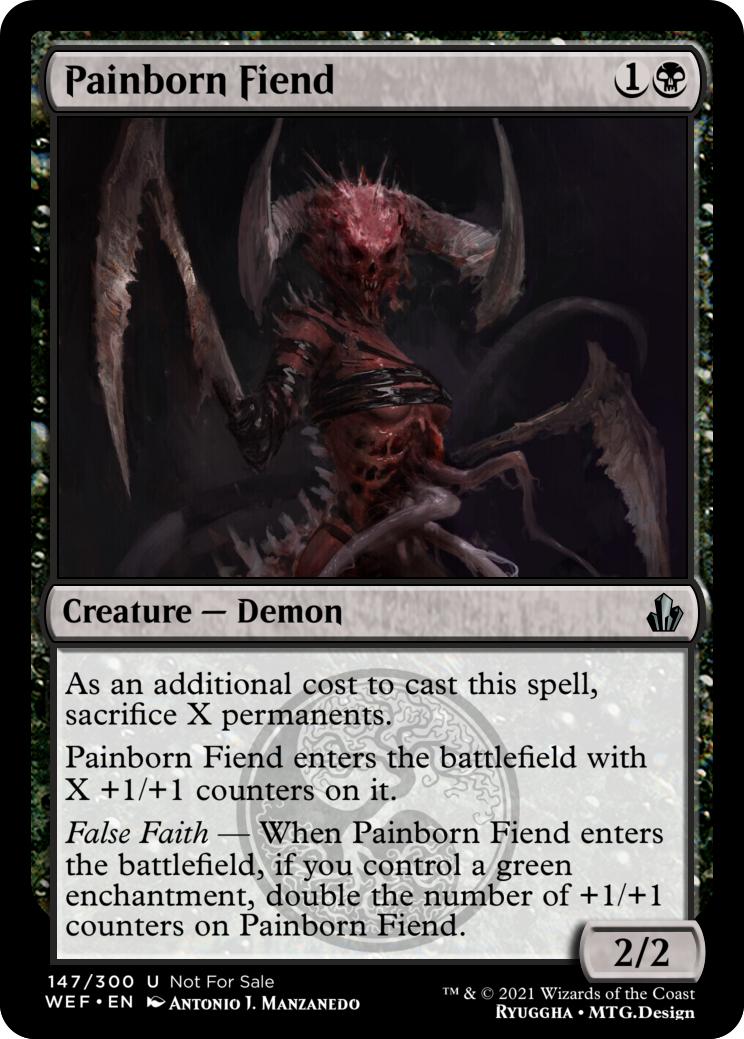 Painborn Fiend 1
Creature — Demon
As an additional cost to cast this spell,
sacrifice X permanents.
Painborn Fiend enters the battlefield with
X +1/+1 counters on it.
False Faith — When Painborn Fiend enters
the battlefield, if you control a green
enchantment, double the number of +1/+1
counters on Painborn Fiend.
2/2
147/300 U Not For Sale
WEF • EN Antonio J. Manzanedo
™ & © 2021 Wizards of the Coast
Ryuggha • MTG.Design